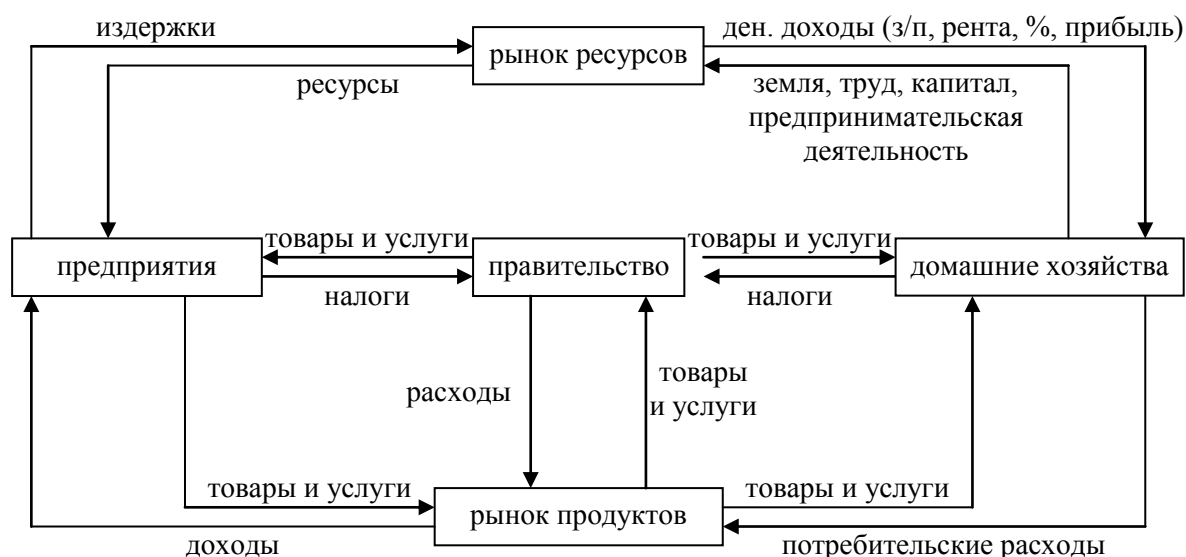 издержки
ден. доходы (з/п, рента, %, прибыль)
рынок ресурсов
ресурсы
земля, труд, капитал,
предпринимательская
деятельность
товары и услуги
товары и услуги
предприятия
правительство
домашние хозяйства
налоги
налоги
расходы
товары
и услуги
товары и услуги
товары и услуги
рынок продуктов
доходы
потребительские расходы